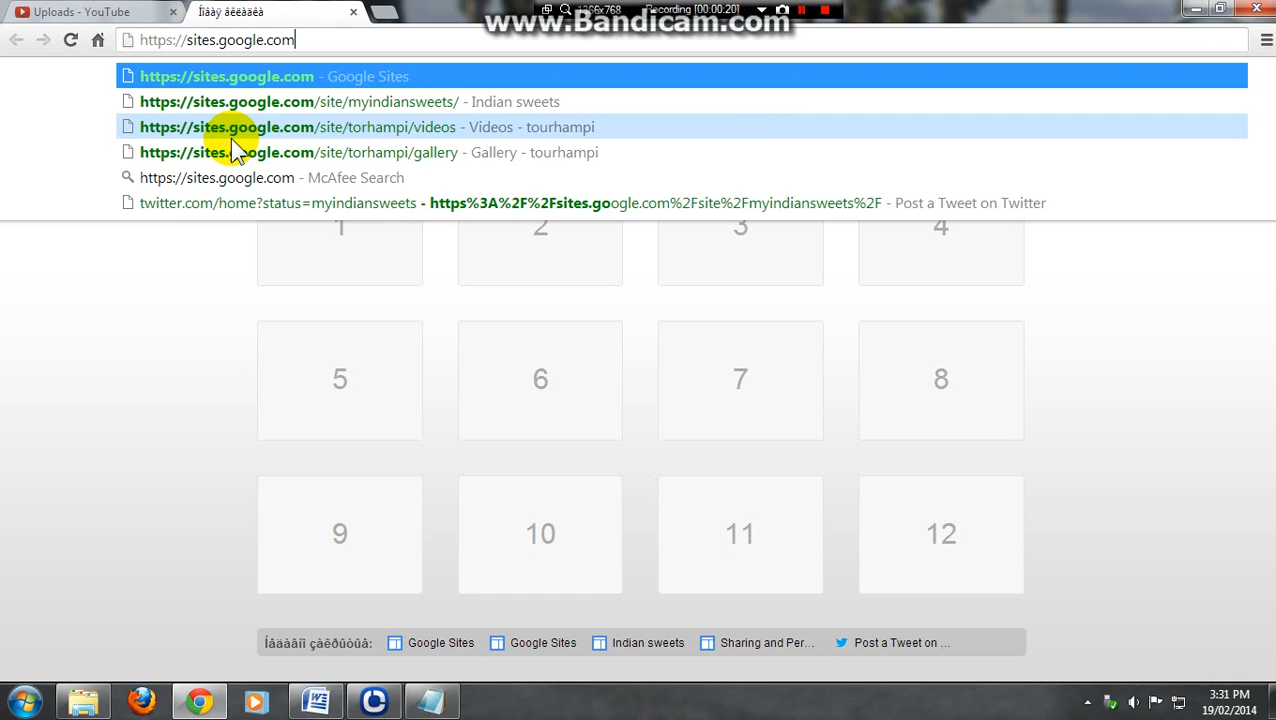 Uploads - YouTube
Íîâàÿ âêëàäêà
1366x768
Recording [00:00:20]
www.Bandicam.com
https://sites.google.com
https://sites.google.com - Google Sites
https://sites.google.com/site/myindiansweets/ - Indian sweets
https://sites.google.com/site/torhampi/videos - Videos - tourhampi
https://sites.google.com/site/torhampi/gallery - Gallery - tourhampi
https://sites.google.com - McAfee Search
twitter.com/home?status=myindiansweets - https%3A%2F%2Fsites.google.com%2Fsite%2Fmyindiansweets%2F - Post a Tweet on Twitter
1 2 3 4
5 6 7 8
9 10 11 12
Íåäàâíî çàêðûòûå: Google Sites Google Sites Indian sweets Sharing and Per... Post a Tweet on ...
3:31 PM
19/02/2014